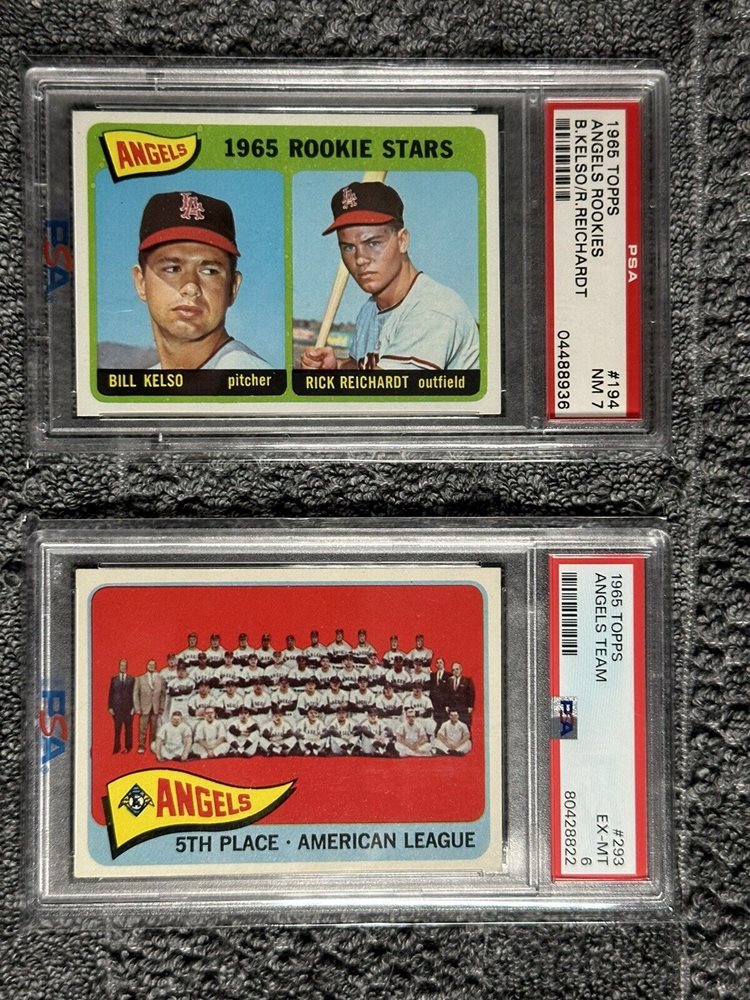 ANGELS
1965 ROOKIE STARS
BILL KELSO pitcher
RICK REICHARDT outfield
PSA
1965 TOPPS #194
ANGELS ROOKIES NM 7
B.KELSO/R.REICHARDT
PSA
04488936
ANGELS
5TH PLACE · AMERICAN LEAGUE
PSA
1965 TOPPS #293
ANGELS TEAM EX-MT
6
PSA
80428822